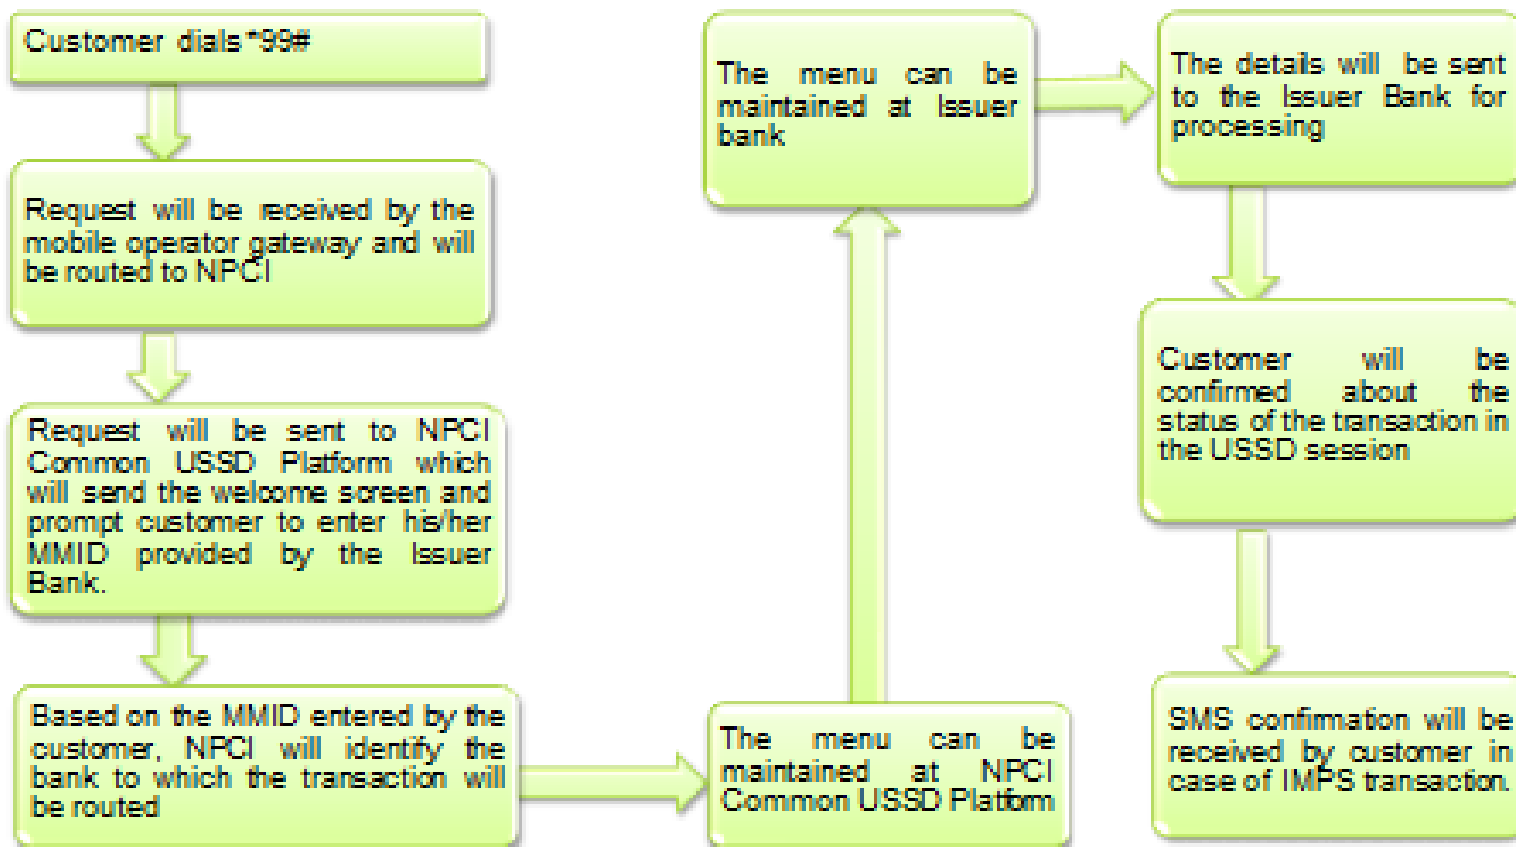 Customer dials *99#
Request will be received by the
mobile operator gateway and will
be routed to NPCI
Request will be sent to NPCI
Common USSD Platform which
will send the welcome screen and
prompt customer to enter his/her
MMID provided by the Issuer
Bank.
Based on the MMID entered by the
customer, NPCI will identify the
bank to which the transaction will
be routed
The menu can be
maintained at NPCI
Common USSD Platform
The menu can be
maintained at Issuer
bank
The details will be sent
to the Issuer Bank for
processing
Customer will be
confirmed about the
status of the transaction in
the USSD session
SMS confirmation will be
received by customer in
case of IMPS transaction.